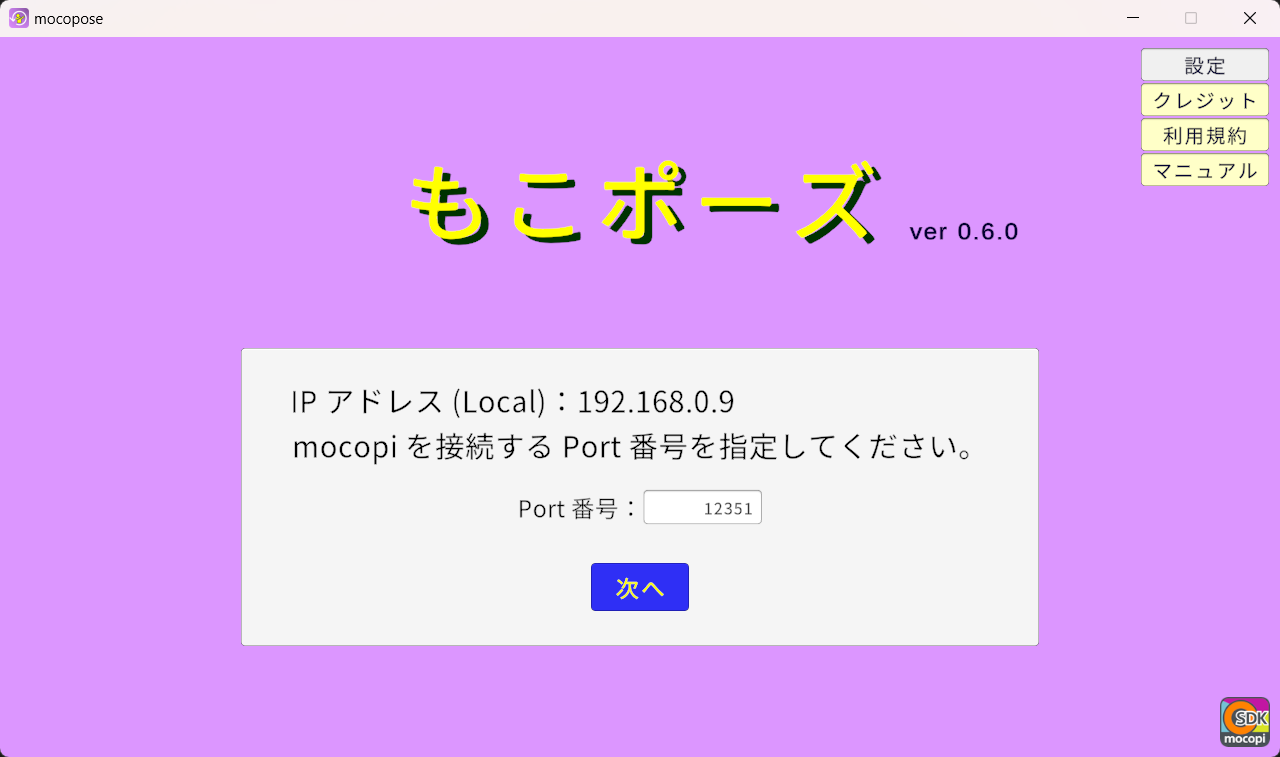 mocopose
設定
クレジット
利用規約
マニュアル
もこポーズ ver 0.6.0
IP アドレス (Local)：192.168.0.9
mocopi を接続する Port 番号を指定してください。
Port 番号： 12351
次へ
SDK
mocopi